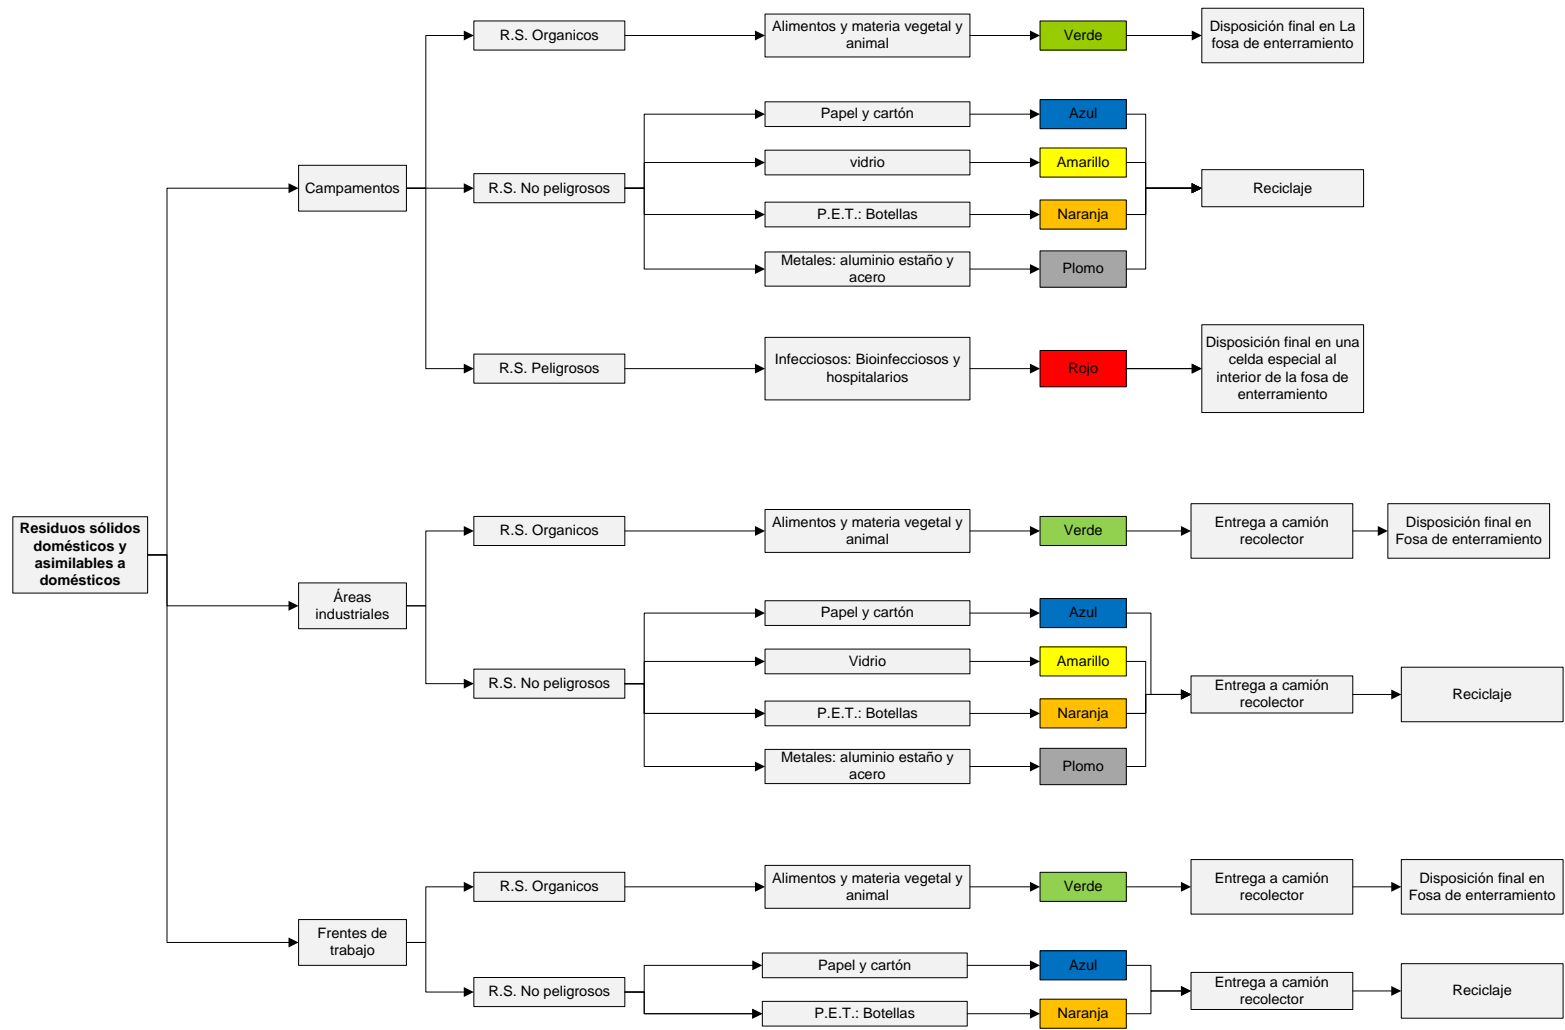 R.S. Organicos
Alimentos y materia vegetal y
animal
Verde
Disposición final en La
fosa de enterramiento
Campamentos
R.S. No peligrosos
Papel y cartón
Azul
vidrio
Amarillo
P.E.T.: Botellas
Naranja
Metales: aluminio estaño y
acero
Plomo
Reciclaje
R.S. Peligrosos
Infecciosos: Bioinfecciosos y
hospitalarios
Rojo
Disposición final en una
celda especial al
interior de la fosa de
enterramiento
Residuos sólidos
domésticos y
asimilables a
domésticos
Áreas
industriales
R.S. Organicos
Alimentos y materia vegetal y
animal
Verde
Entrega a camión
recolector
Disposición final en
Fosa de enterramiento
R.S. No peligrosos
Papel y cartón
Azul
Vidrio
Amarillo
P.E.T.: Botellas
Naranja
Metales: aluminio estaño y
acero
Plomo
Entrega a camión
recolector
Reciclaje
Frentes de
trabajo
R.S. Organicos
Alimentos y materia vegetal y
animal
Verde
Entrega a camión
recolector
Disposición final en
Fosa de enterramiento
R.S. No peligrosos
Papel y cartón
Azul
P.E.T.: Botellas
Naranja
Entrega a camión
recolector
Reciclaje